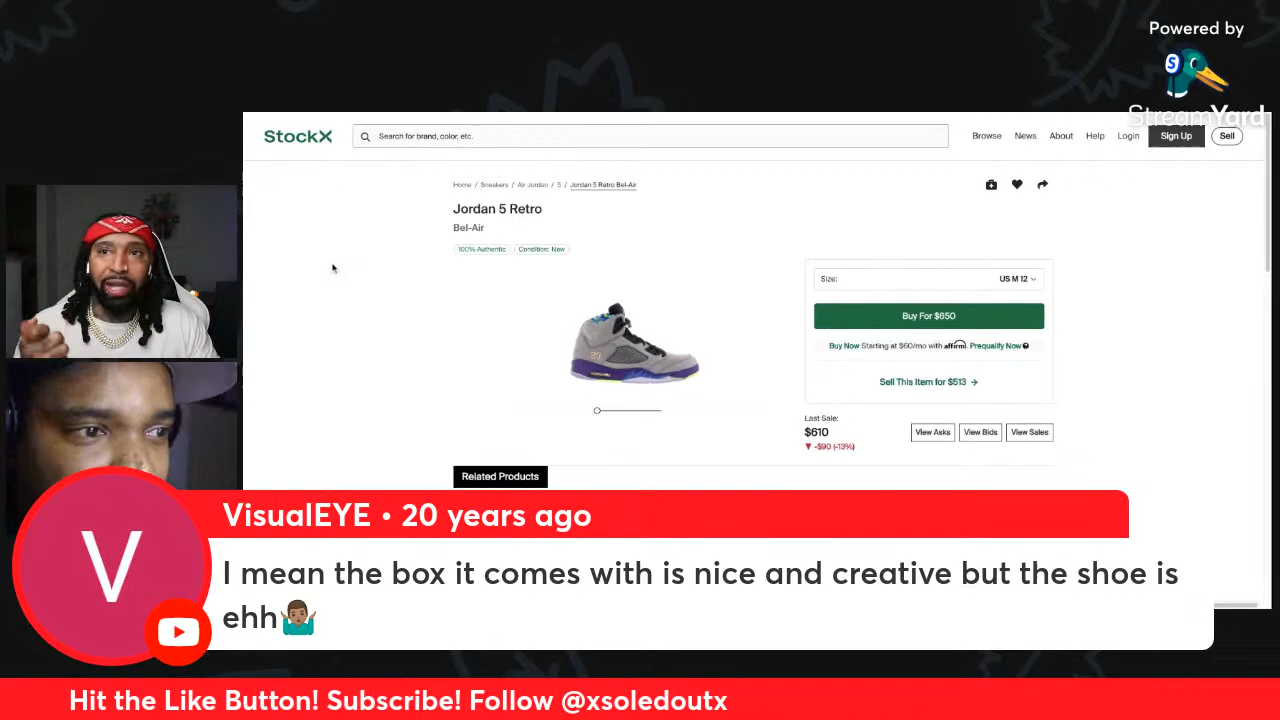 Powered by
StreamYard
StockX
Search for brand, color, etc.
Browse
News
About
Help
Login
Sign Up
Sell
Home / Sneakers / Air Jordan / 5 / Jordan 5 Retro Bel-Air
Jordan 5 Retro
Bel-Air
100% Authentic
Condition: New
Size:
US M 12
Buy For $650
Buy Now Starting at $60/mo with affirm. Prequalify Now
Sell This Item for $513 →
Last Sale:
$610
▼ -$90 (-13%)
View Asks
View Bids
View Sales
Related Products
V
VisualEYE • 20 years ago
I mean the box it comes with is nice and creative but the shoe is
ehh🤷🏽‍♂️
Hit the Like Button! Subscribe! Follow @xsoledoutx